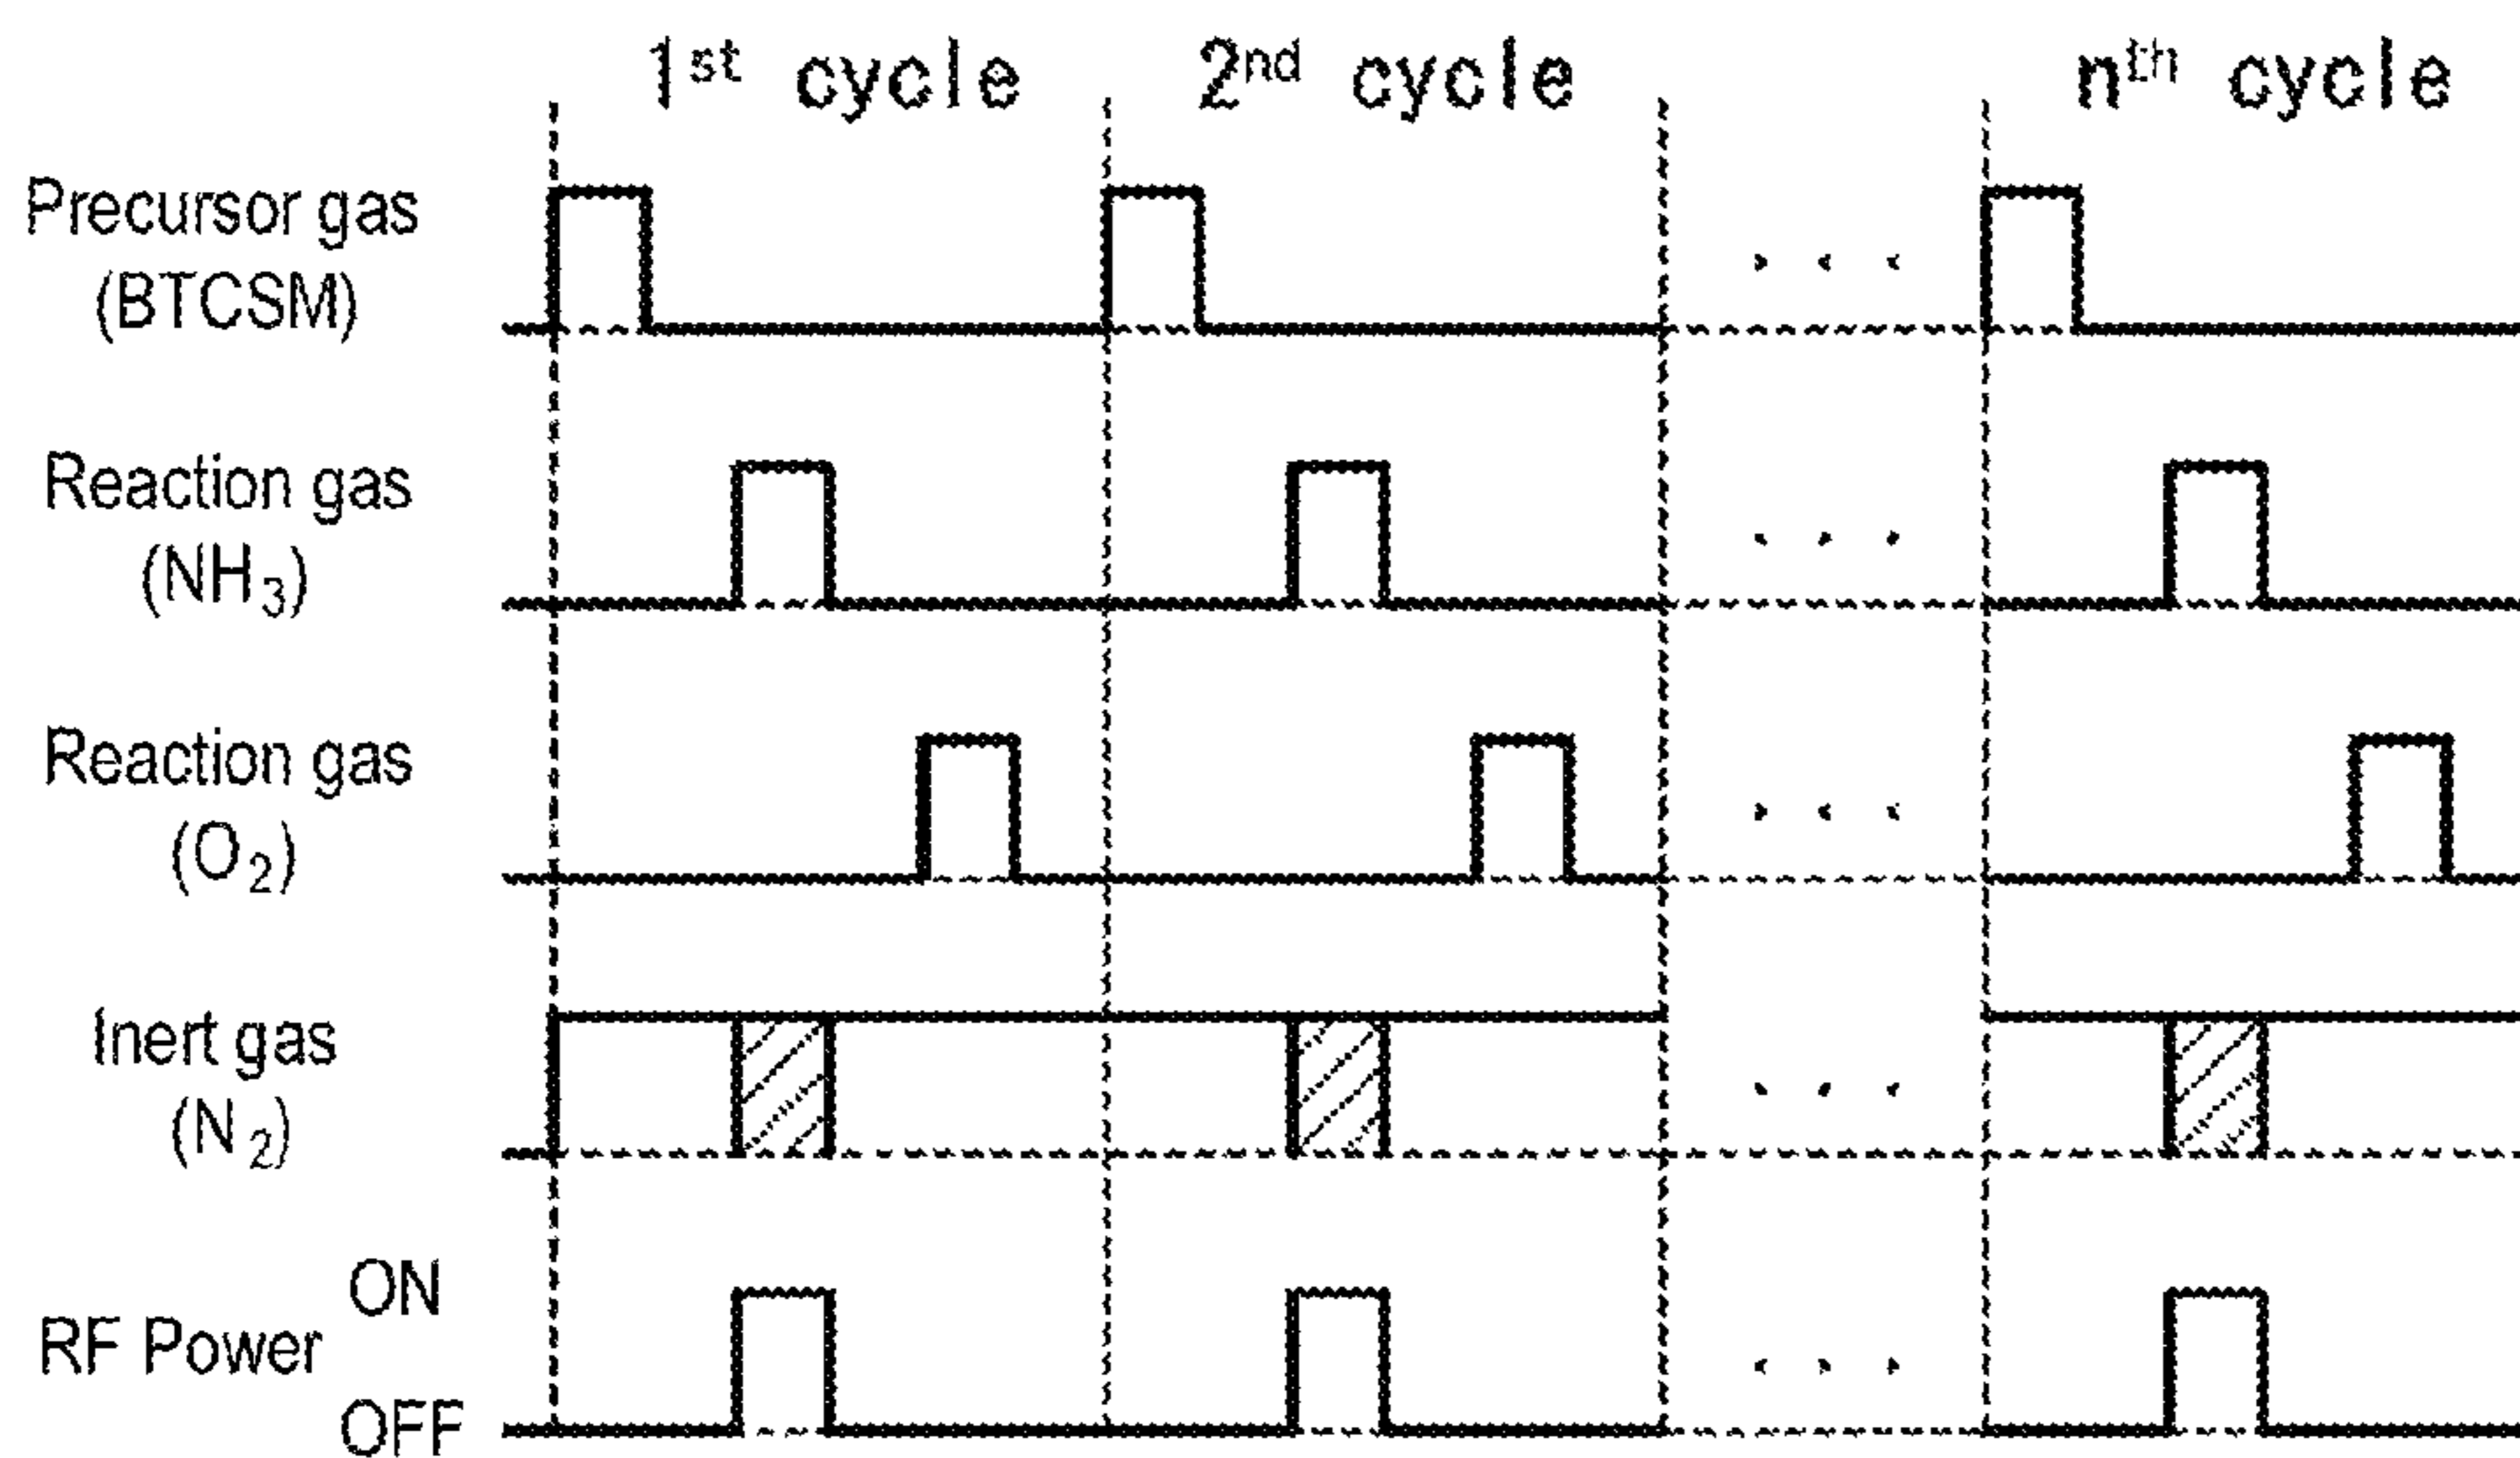 1st cycle 2nd cycle nth cycle
Precursor gas
(BTCSM)
. . .
Reaction gas
(NH3)
. . .
Reaction gas
(O2)
. . .
Inert gas
(N2)
. . .
ON
RF Power
. . .
OFF